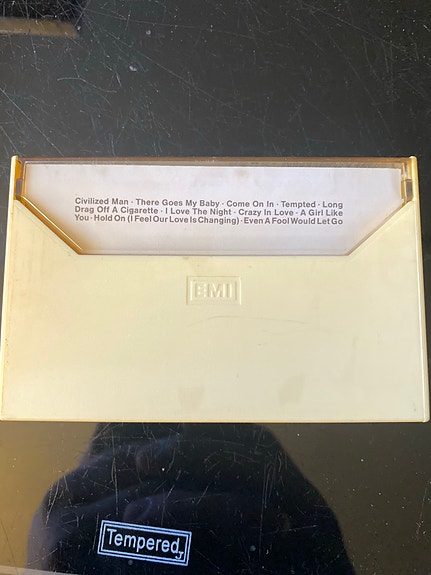 Civilized Man · There Goes My Baby · Come On In · Tempted · Long
Drag Off A Cigarette · I Love The Night · Crazy In Love · A Girl Like
You · Hold On (I Feel Our Love Is Changing) · Even A Fool Would Let Go
EMI
Tempered